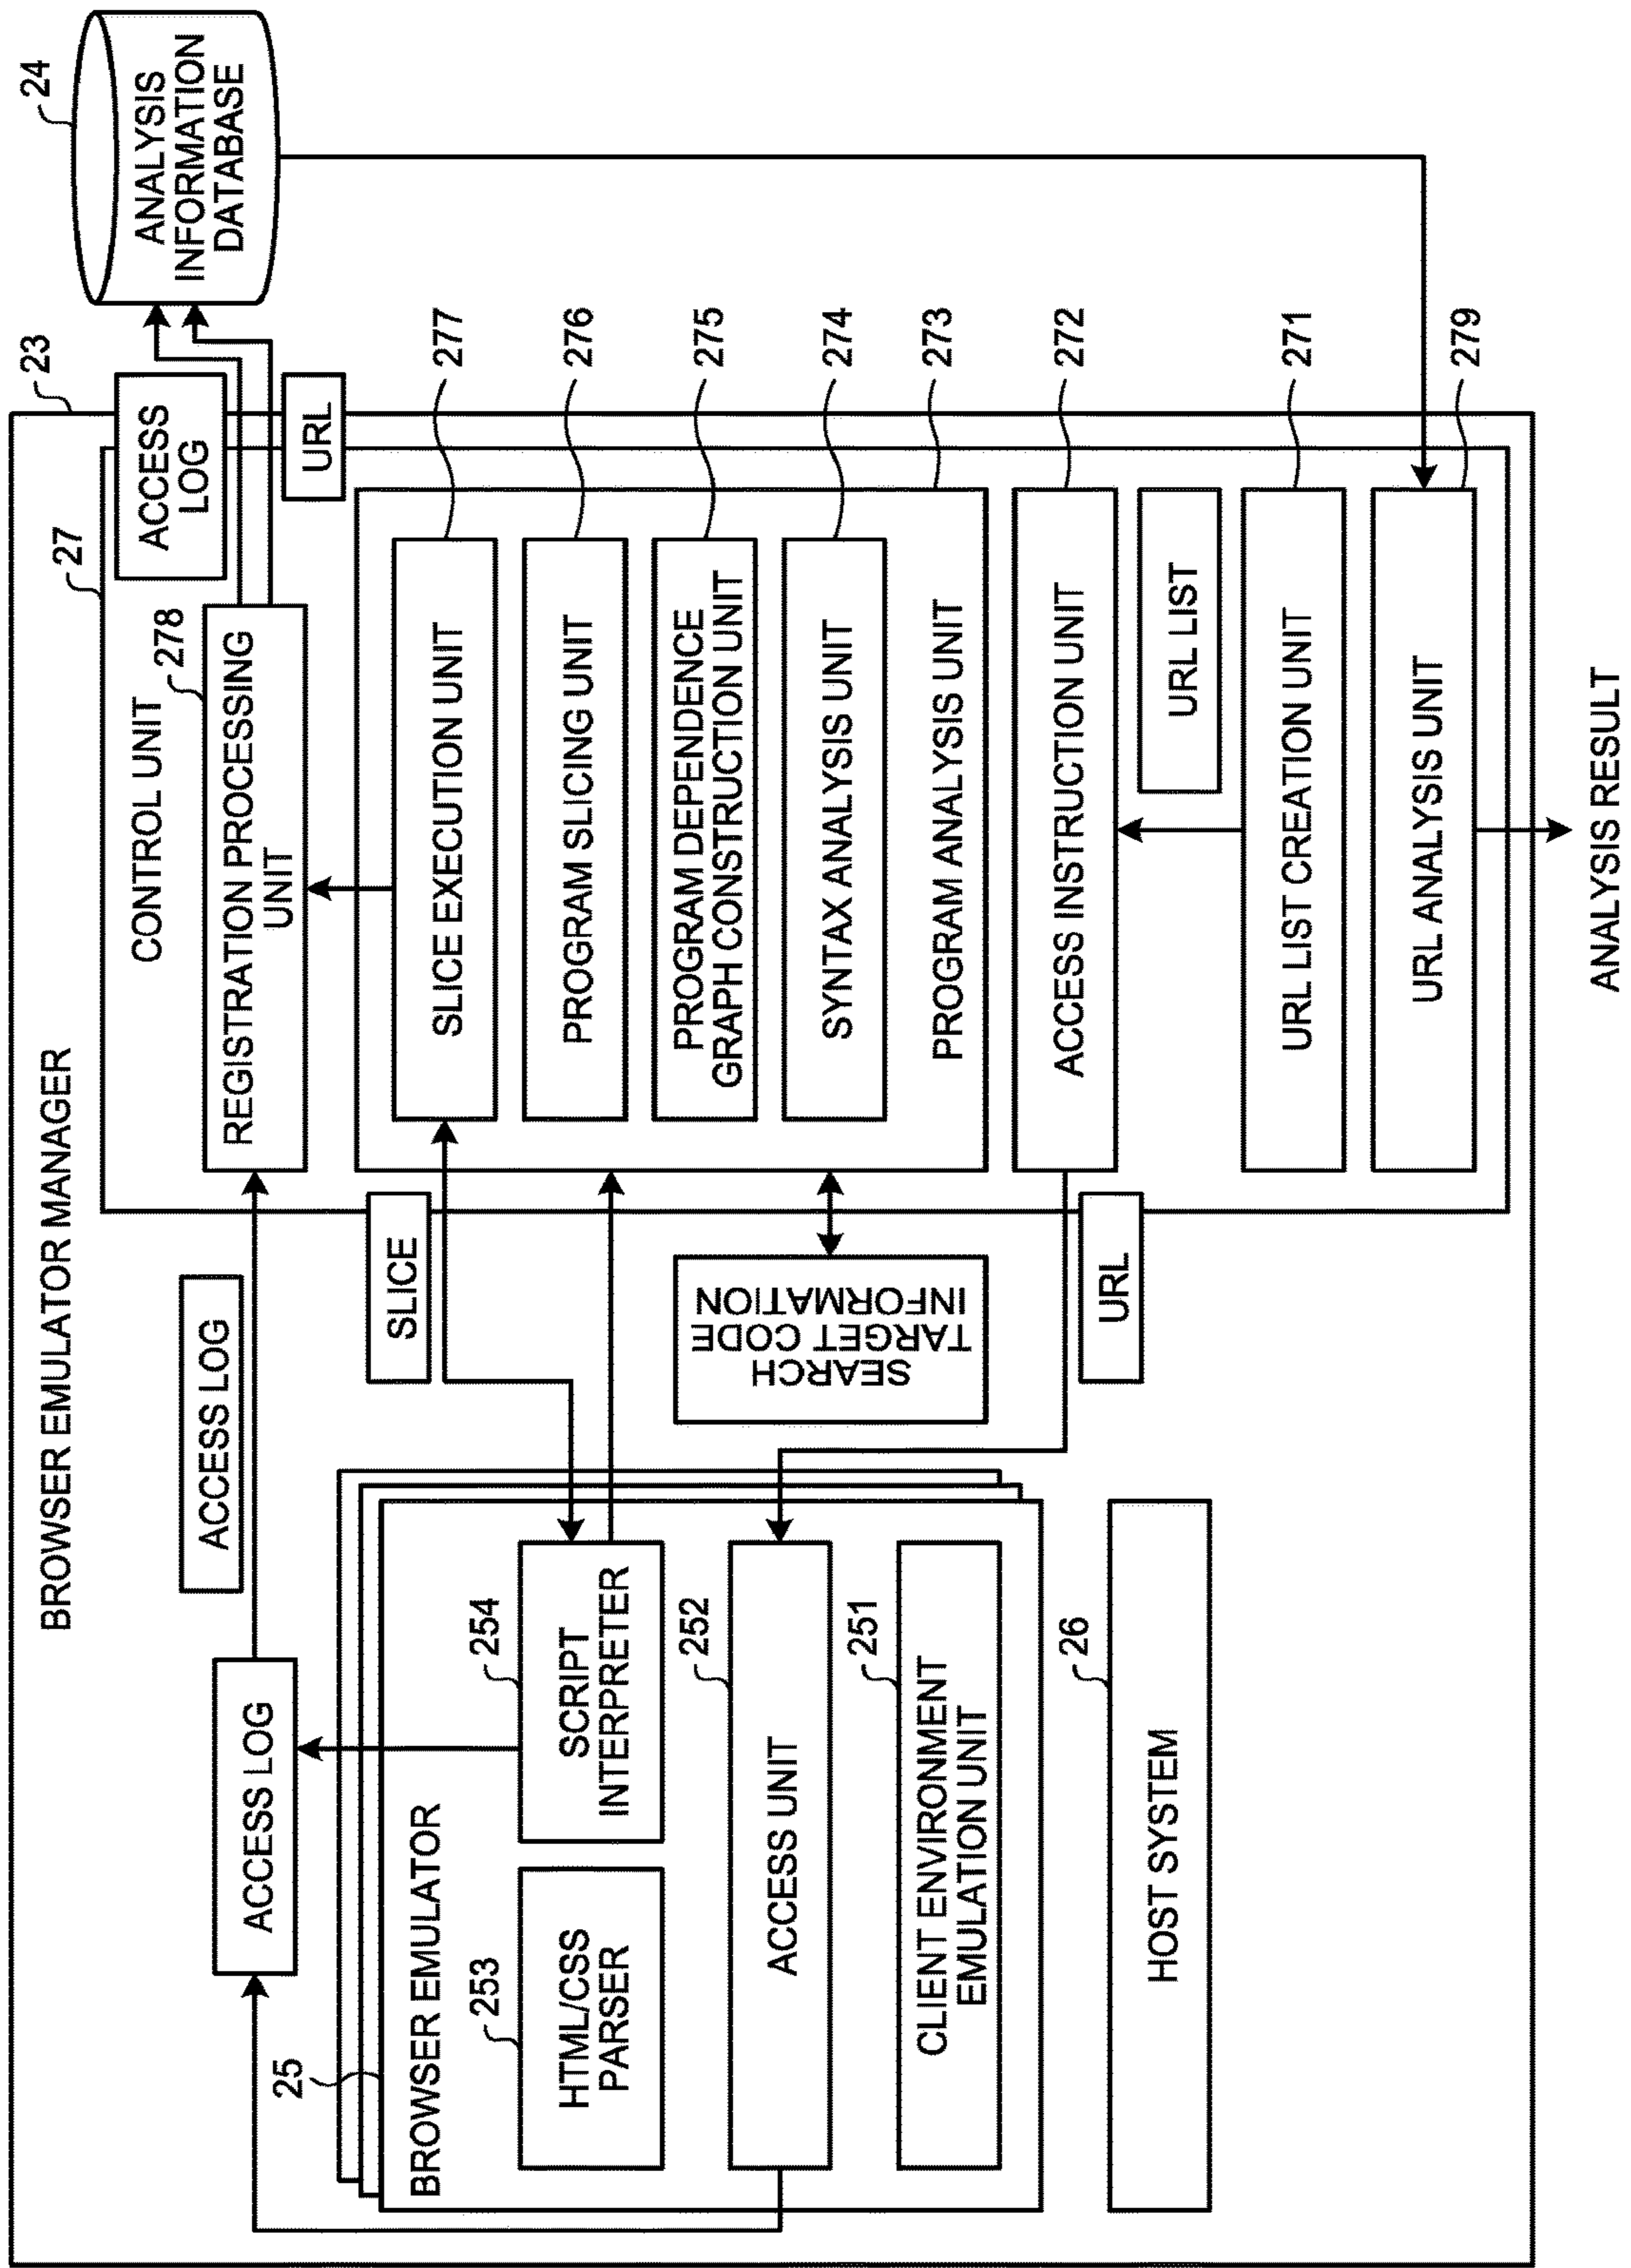 BROWSER EMULATOR MANAGER
23
24
ANALYSIS
INFORMATION
DATABASE
ACCESS LOG
ACCESS LOG
27
CONTROL UNIT
ACCESS
LOG
URL
278
REGISTRATION PROCESSING
UNIT
25
BROWSER EMULATOR
253
HTML/CSS
PARSER
254
SCRIPT
INTERPRETER
252
ACCESS UNIT
251
CLIENT ENVIRONMENT
EMULATION UNIT
26
HOST SYSTEM
SLICE
SEARCH
TARGET CODE
INFORMATION
URL
SLICE EXECUTION UNIT
277
PROGRAM SLICING UNIT
276
PROGRAM DEPENDENCE
GRAPH CONSTRUCTION UNIT
275
SYNTAX ANALYSIS UNIT
274
PROGRAM ANALYSIS UNIT
273
ACCESS INSTRUCTION UNIT
272
URL LIST
URL LIST CREATION UNIT
271
URL ANALYSIS UNIT
279
ANALYSIS RESULT